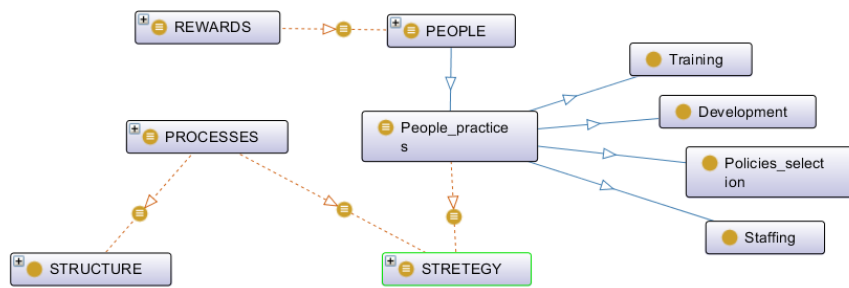 REWARDS
PEOPLE
Training
Development
People_practice
s
PROCESSES
Policies_select
ion
Staffing
STRUCTURE
STRETEGY